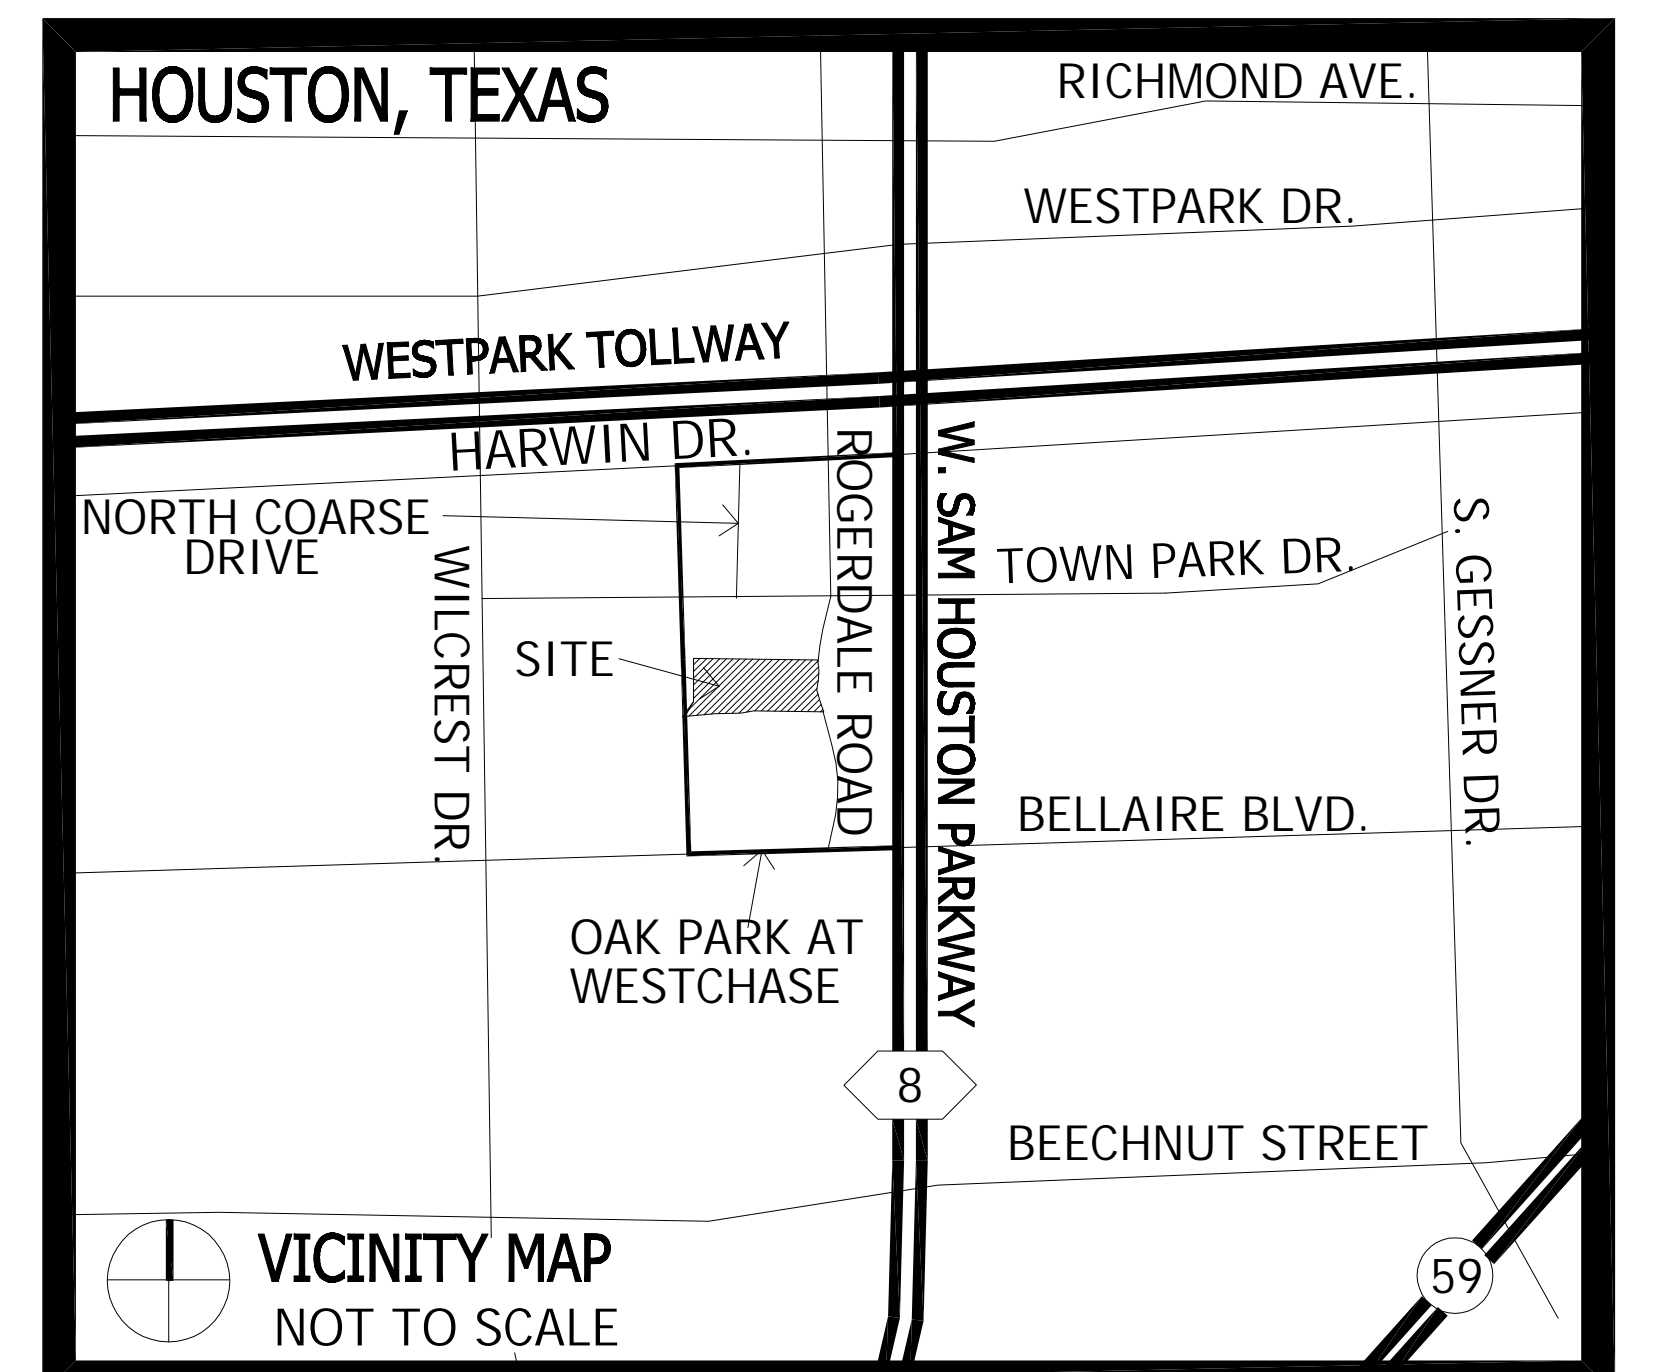 HOUSTON, TEXAS
RICHMOND AVE.
WESTPARK DR.
WESTPARK TOLLWAY
HARWIN DR.
NORTH COARSE
DRIVE
WILCREST DR.
ROGERDALE ROAD
W. SAM HOUSTON PARKWAY
TOWN PARK DR.
S. GESSNER DR.
SITE
BELLAIRE BLVD.
OAK PARK AT
WESTCHASE
8
BEECHNUT STREET
VICINITY MAP
NOT TO SCALE
59